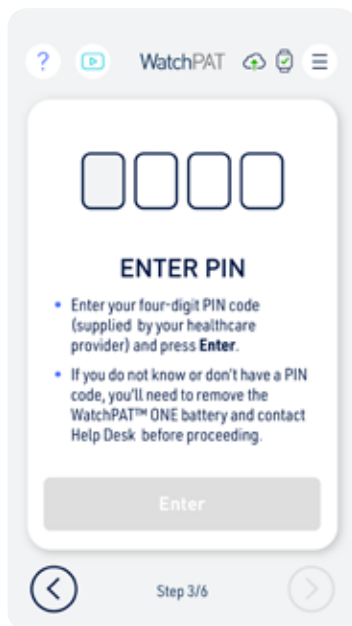 ?
WatchPAT
ENTER PIN
• Enter your four-digit PIN code
(supplied by your healthcare
provider) and press Enter.
• If you do not know or don't have a PIN
code, you'll need to remove the
WatchPAT™ ONE battery and contact
Help Desk before proceeding.
Enter
Step 3/6